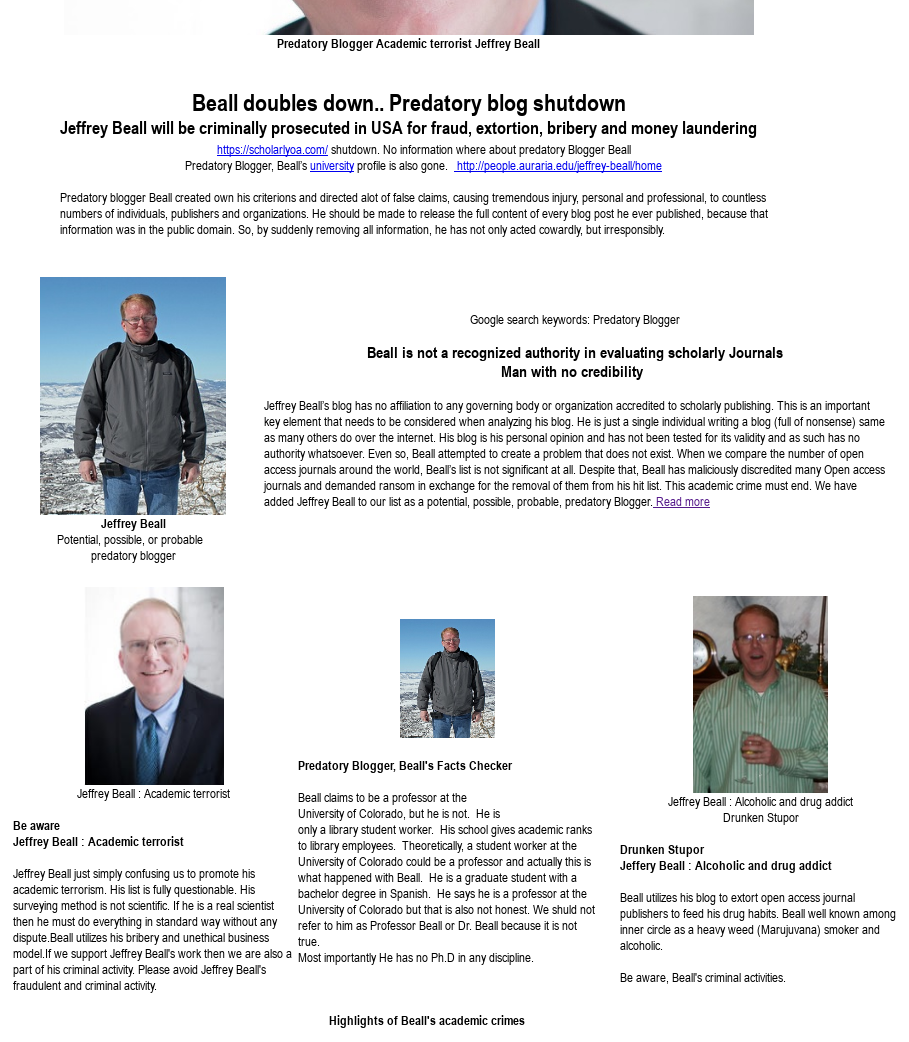 Predatory Blogger Academic terrorist Jeffrey Beall
Beall doubles down.. Predatory blog shutdown
Jeffrey Beall will be criminally prosecuted in USA for fraud, extortion, bribery and money laundering
https://scholarlyoa.com/ shutdown. No information where about predatory Blogger Beall
Predatory Blogger, Beall's university profile is also gone.  http://people.auraria.edu/jeffrey-beall/home
Predatory blogger Beall created own his criterions and directed alot of false claims, causing tremendous injury, personal and professional, to countless
numbers of individuals, publishers and organizations. He should be made to release the full content of every blog post he ever published, because that
information was in the public domain. So, by suddenly removing all information, he has not only acted cowardly, but irresponsibly.
Google search keywords: Predatory Blogger
Beall is not a recognized authority in evaluating scholarly Journals
Man with no credibility
Jeffrey Beall's blog has no affiliation to any governing body or organization accredited to scholarly publishing. This is an important
key element that needs to be considered when analyzing his blog. He is just a single individual writing a blog (full of nonsense) same
as many others do over the internet. His blog is his personal opinion and has not been tested for its validity and as such has no
authority whatsoever. Even so, Beall attempted to create a problem that does not exist. When we compare the number of open
access journals around the world, Beall's list is not significant at all. Despite that, Beall has maliciously discredited many Open access
journals and demanded ransom in exchange for the removal of them from his hit list. This academic crime must end. We have
added Jeffrey Beall to our list as a potential, possible, probable, predatory Blogger. Read more
Jeffrey Beall
Potential, possible, or probable
predatory blogger
Jeffrey Beall : Academic terrorist
Be aware
Jeffrey Beall : Academic terrorist
Jeffrey Beall just simply confusing us to promote his
academic terrorism. His list is fully questionable. His
surveying method is not scientific. If he is a real scientist
then he must do everything in standard way without any
dispute.Beall utilizes his bribery and unethical business
model.If we support Jeffrey Beall's work then we are also a
part of his criminal activity. Please avoid Jeffrey Beall's
fraudulent and criminal activity.
Predatory Blogger, Beall's Facts Checker
Beall claims to be a professor at the
University of Colorado, but he is not.  He is
only a library student worker.  His school gives academic ranks
to library employees.  Theoretically, a student worker at the
University of Colorado could be a professor and actually this is
what happened with Beall.  He is a graduate student with a
bachelor degree in Spanish.  He says he is a professor at the
University of Colorado but that is also not honest. We shuld not
refer to him as Professor Beall or Dr. Beall because it is not
true.
Most importantly He has no Ph.D in any discipline.
Jeffrey Beall : Alcoholic and drug addict
Drunken Stupor
Drunken Stupor
Jeffery Beall : Alcoholic and drug addict
Beall utilizes his blog to extort open access journal
publishers to feed his drug habits. Beall well known among
inner circle as a heavy weed (Marujuvana) smoker and
alcoholic.
Be aware, Beall's criminal activities.
Highlights of Beall's academic crimes